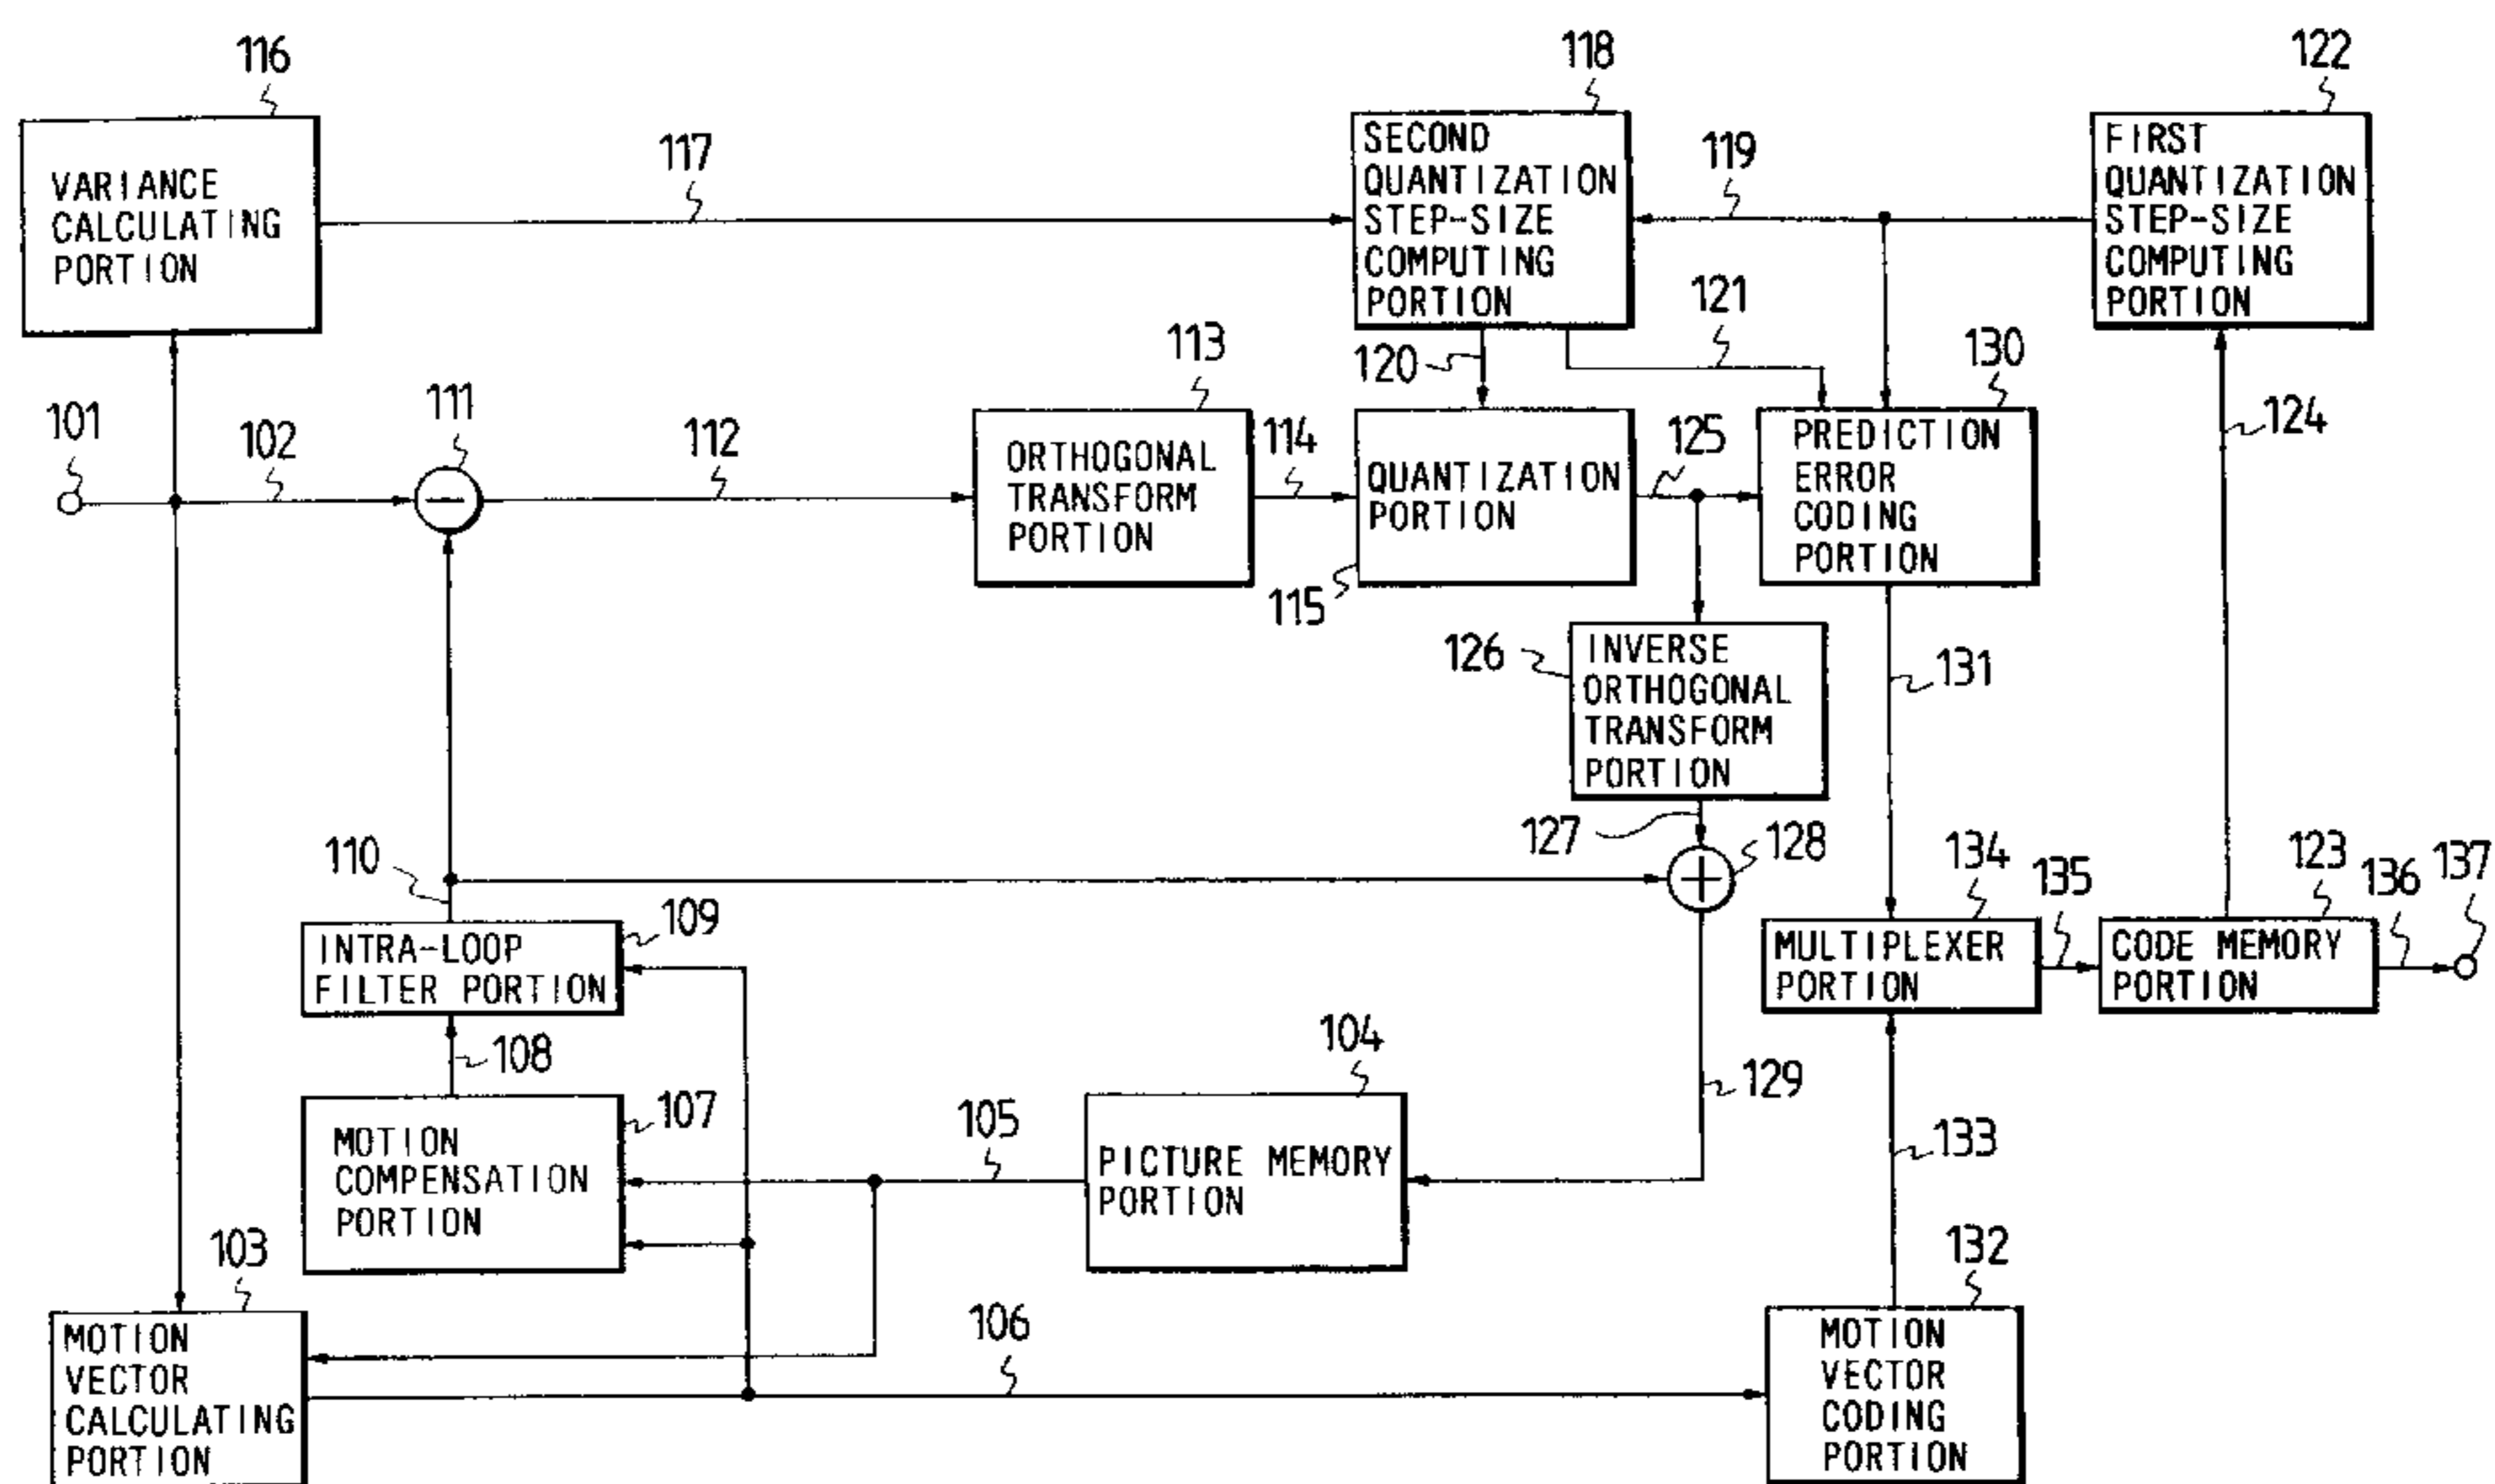 116
118
122
VARIANCE
CALCULATING
PORTION
117
SECOND
QUANTIZATION
STEP-SIZE
COMPUTING
PORTION
119
FIRST
QUANTIZATION
STEP-SIZE
COMPUTING
PORTION
121
120
113
130
124
101
102
111
112
ORTHOGONAL
TRANSFORM
PORTION
114
QUANTIZATION
PORTION
115
125
PREDICTION
ERROR
CODING
PORTION
126
INVERSE
ORTHOGONAL
TRANSFORM
PORTION
131
127
128
110
109
134
135
123
136
137
INTRA-LOOP
FILTER PORTION
MULTIPLEXER
PORTION
CODE MEMORY
PORTION
108
104
129
107
105
133
MOTION
COMPENSATION
PORTION
PICTURE MEMORY
PORTION
103
106
132
MOTION
VECTOR
CALCULATING
PORTION
MOTION
VECTOR
CODING
PORTION